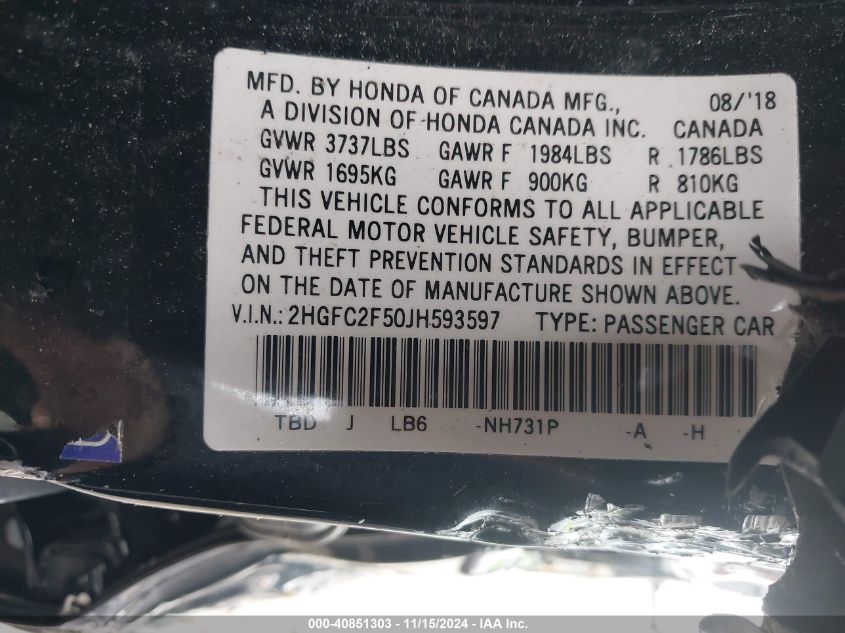 MFD. BY HONDA OF CANADA MFG., 08/'18
A DIVISION OF HONDA CANADA INC. CANADA
GVWR 3737LBS GAWR F 1984LBS R 1786LBS
GVWR 1695KG GAWR F 900KG R 810KG
THIS VEHICLE CONFORMS TO ALL APPLICABLE
FEDERAL MOTOR VEHICLE SAFETY, BUMPER,
AND THEFT PREVENTION STANDARDS IN EFFECT
ON THE DATE OF MANUFACTURE SHOWN ABOVE.
V.I.N.: 2HGFC2F50JH593597 TYPE: PASSENGER CAR
TBD J LB6 -NH731P -A -H
000-40851303 - 11/15/2024 - IAA Inc.